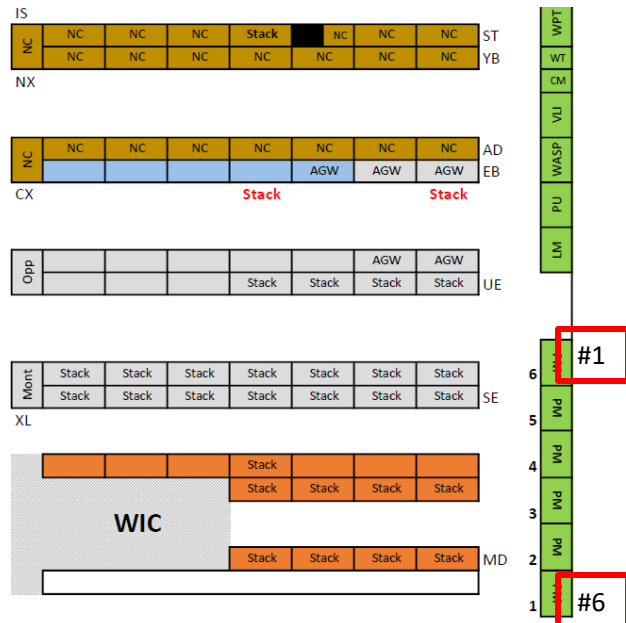 IS
NC NC NC NC Stack NC NC NC ST
NC NC NC NC NC NC NC YB
NX
NC NC NC NC NC NC NC NC AD
AGW AGW AGW EB
CX Stack Stack
Opp AGW AGW
Stack Stack Stack Stack UE
Mont Stack Stack Stack Stack Stack Stack Stack
Stack Stack Stack Stack Stack Stack Stack SE
XL
Stack
Stack Stack Stack Stack
WIC
Stack Stack Stack Stack MD
WPT
WT
CM
VLI
WASP
PU
LM
6 #1
PM
5
PM
4
PM
3
PM
2
1 #6